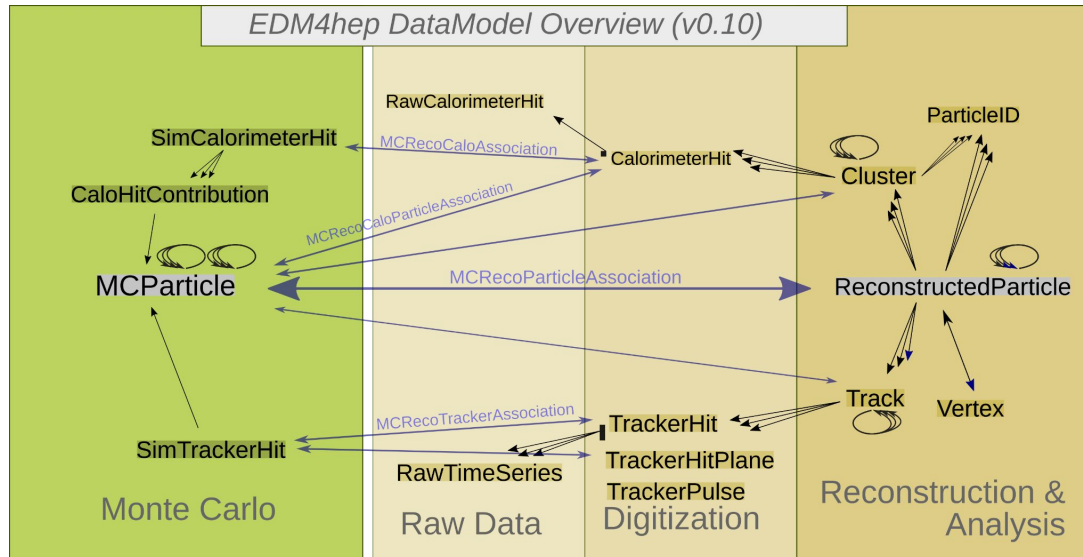 EDM4hep DataModel Overview (v0.10)
RawCalorimeterHit
ParticleID
SimCalorimeterHit
MCRecoCaloAssociation
CalorimeterHit
Cluster
CaloHitContribution
MCRecoCaloParticleAssociation
MCParticle
MCRecoParticleAssociation
ReconstructedParticle
Track
Vertex
MCRecoTrackerAssociation
TrackerHit
SimTrackerHit
TrackerHitPlane
RawTimeSeries
TrackerPulse
Monte Carlo
Raw Data
Digitization
Reconstruction &
Analysis